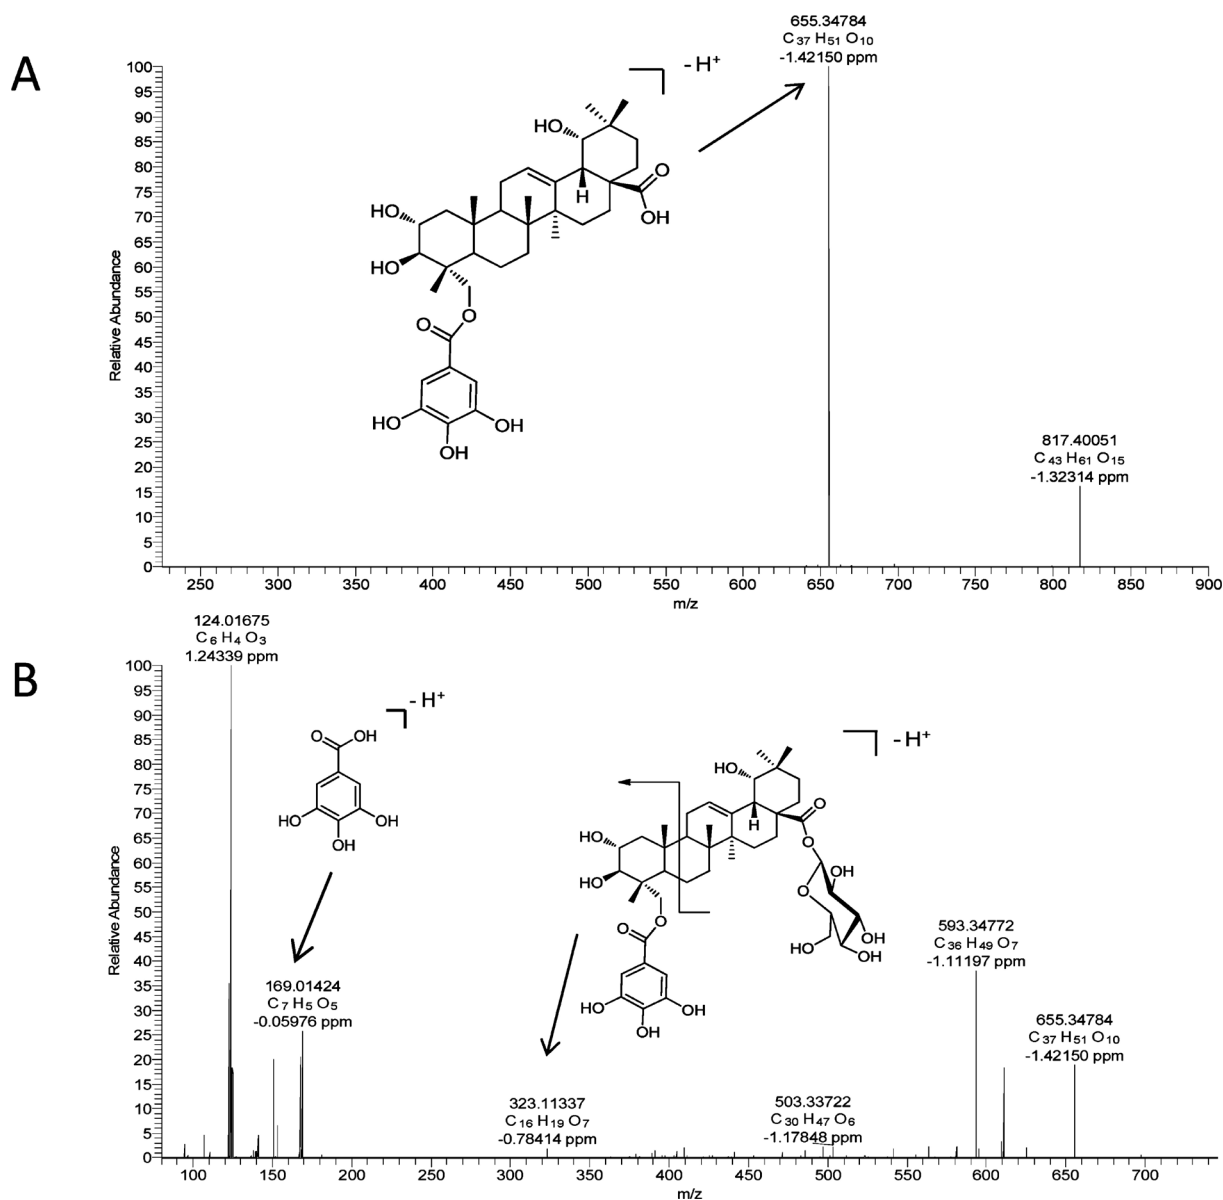 A
655.34784
C37 H51 O10
-1.42150 ppm
- H+
HO
H
O
OH
HO
HO
O
O
HO
OH
OH
817.40051
C43 H61 O15
-1.32314 ppm
Relative Abundance
100
95
90
85
80
75
70
65
60
55
50
45
40
35
30
25
20
15
10
5
0
250 300 350 400 450 500 550 600 650 700 750 800 850 900
m/z
B
124.01675
C6 H4 O3
1.24339 ppm
- H+
O
OH
HO
OH
OH
169.01424
C7 H5 O5
-0.05976 ppm
- H+
HO
H
O
O
OH
O
OH
HO
OH
HO
HO
O
O
HO
OH
OH
323.11337
C16 H19 O7
-0.78414 ppm
503.33722
C30 H47 O6
-1.17848 ppm
593.34772
C36 H49 O7
-1.11197 ppm
655.34784
C37 H51 O10
-1.42150 ppm
Relative Abundance
100
95
90
85
80
75
70
65
60
55
50
45
40
35
30
25
20
15
10
5
0
100 150 200 250 300 350 400 450 500 550 600 650 700
m/z